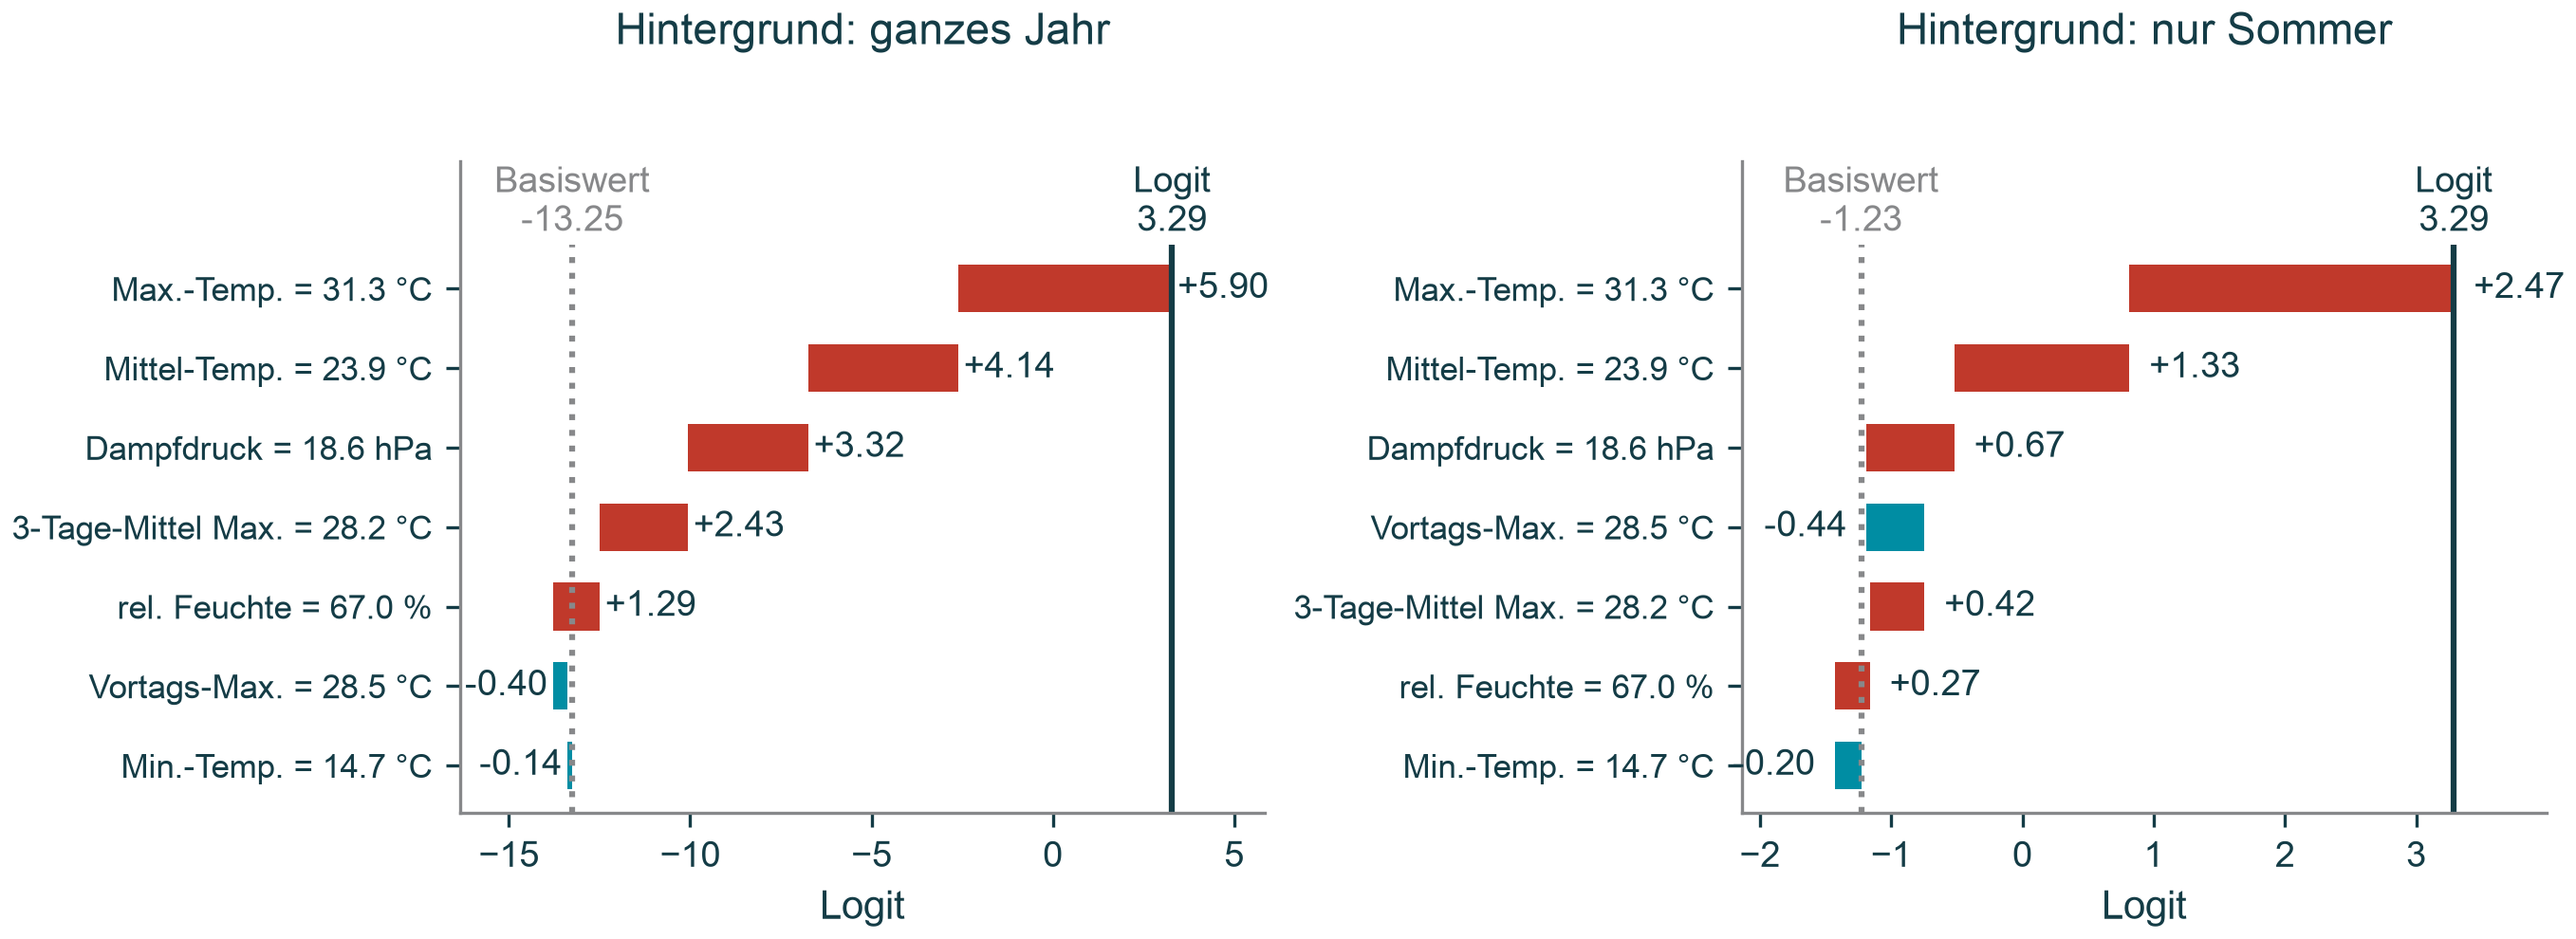 Hintergrund: ganzes Jahr
Basiswert
-13.25
Logit
3.29
Max.-Temp. = 31.3 °C
+5.90
Mittel-Temp. = 23.9 °C
+4.14
Dampfdruck = 18.6 hPa
+3.32
3-Tage-Mittel Max. = 28.2 °C
+2.43
rel. Feuchte = 67.0 %
+1.29
Vortags-Max. = 28.5 °C
-0.40
Min.-Temp. = 14.7 °C
-0.14
−15 −10 −5 0 5
Logit
Hintergrund: nur Sommer
Basiswert
-1.23
Logit
3.29
Max.-Temp. = 31.3 °C
+2.47
Mittel-Temp. = 23.9 °C
+1.33
Dampfdruck = 18.6 hPa
+0.67
Vortags-Max. = 28.5 °C
-0.44
3-Tage-Mittel Max. = 28.2 °C
+0.42
rel. Feuchte = 67.0 %
+0.27
Min.-Temp. = 14.7 °C
-0.20
−2 −1 0 1 2 3
Logit